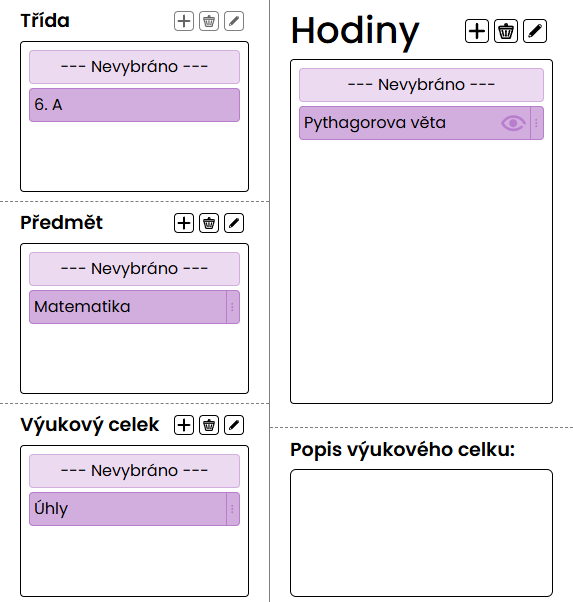 Třída
--- Nevybráno ---
6. A
Předmět
--- Nevybráno ---
Matematika
Výukový celek
--- Nevybráno ---
Úhly
Hodiny
--- Nevybráno ---
Pythagorova věta
Popis výukového celku: